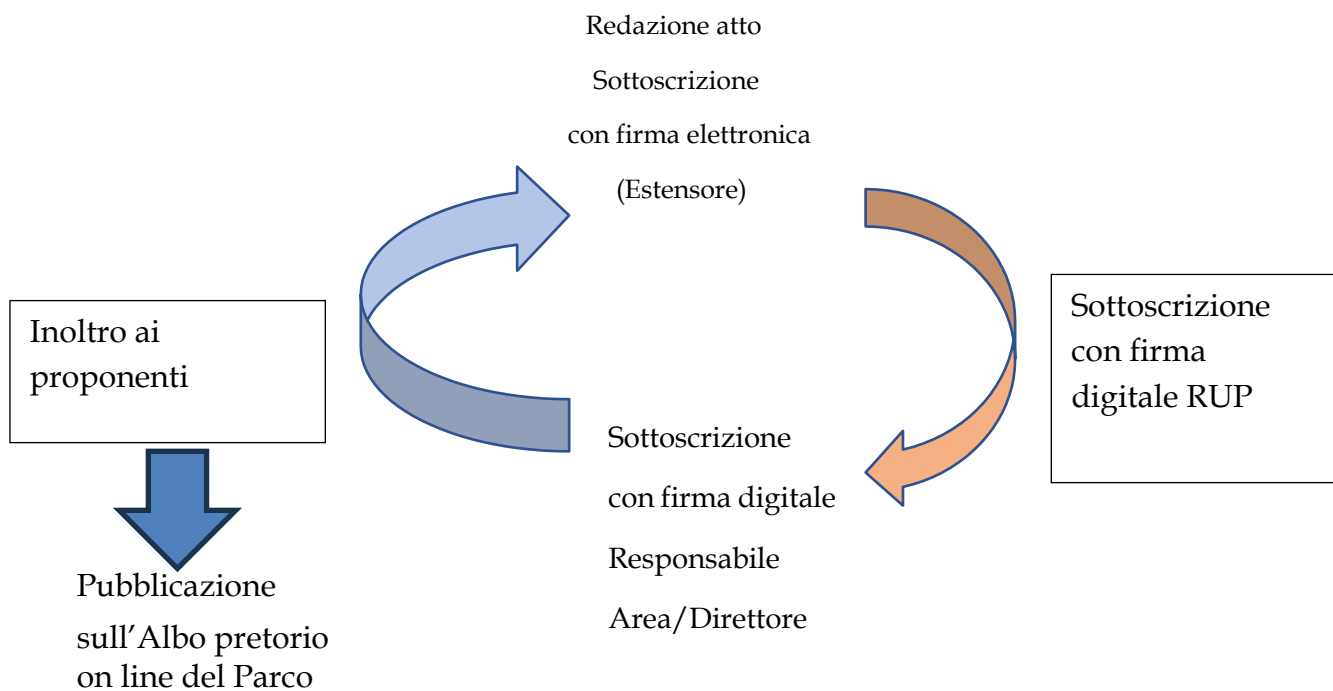 Redazione atto
Sottoscrizione
con firma elettronica
(Estensore)
Sottoscrizione
con firma
digitale RUP
Sottoscrizione
con firma digitale
Responsabile
Area/Direttore
Inoltro ai
proponenti
Pubblicazione
sull’Albo pretorio
on line del Parco